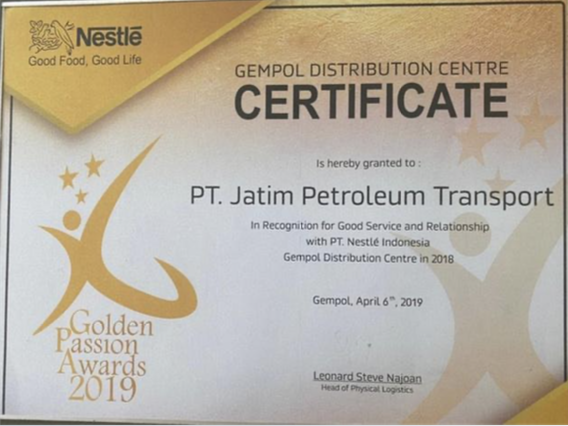 Nestlé
Good Food, Good Life
GEMPOL DISTRIBUTION CENTRE
CERTIFICATE
Is hereby granted to :
PT. Jatim Petroleum Transport
In Recognition for Good Service and Relationship
with PT. Nestlé Indonesia
Gempol Distribution Centre in 2018
Gempol, April 6th, 2019
Golden
Passion
Awards
2019
Leonard Steve Najoan
Head of Physical Logistics